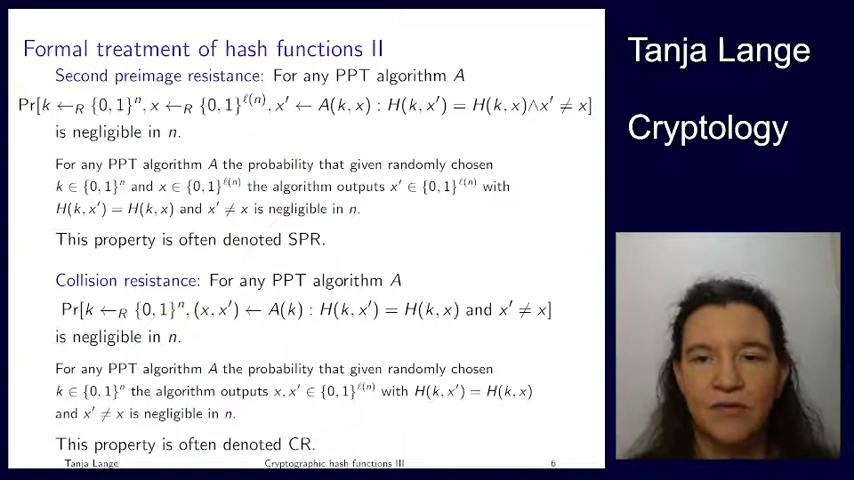 Formal treatment of hash functions II
Second preimage resistance: For any PPT algorithm A
Pr[k ←R {0, 1}ⁿ, x ←R {0, 1}^ℓ(n), x′ ← A(k, x) : H(k, x′) = H(k, x)∧x′ ≠ x]
is negligible in n.
For any PPT algorithm A the probability that given randomly chosen
k ∈ {0, 1}ⁿ and x ∈ {0, 1}^ℓ(n) the algorithm outputs x′ ∈ {0, 1}^ℓ(n) with
H(k, x′) = H(k, x) and x′ ≠ x is negligible in n.
This property is often denoted SPR.
Collision resistance: For any PPT algorithm A
Pr[k ←R {0, 1}ⁿ, (x, x′) ← A(k) : H(k, x′) = H(k, x) and x′ ≠ x]
is negligible in n.
For any PPT algorithm A the probability that given randomly chosen
k ∈ {0, 1}ⁿ the algorithm outputs x, x′ ∈ {0, 1}^ℓ(n) with H(k, x′) = H(k, x)
and x′ ≠ x is negligible in n.
This property is often denoted CR.
Tanja Lange Cryptographic hash functions III 6
Tanja Lange
Cryptology